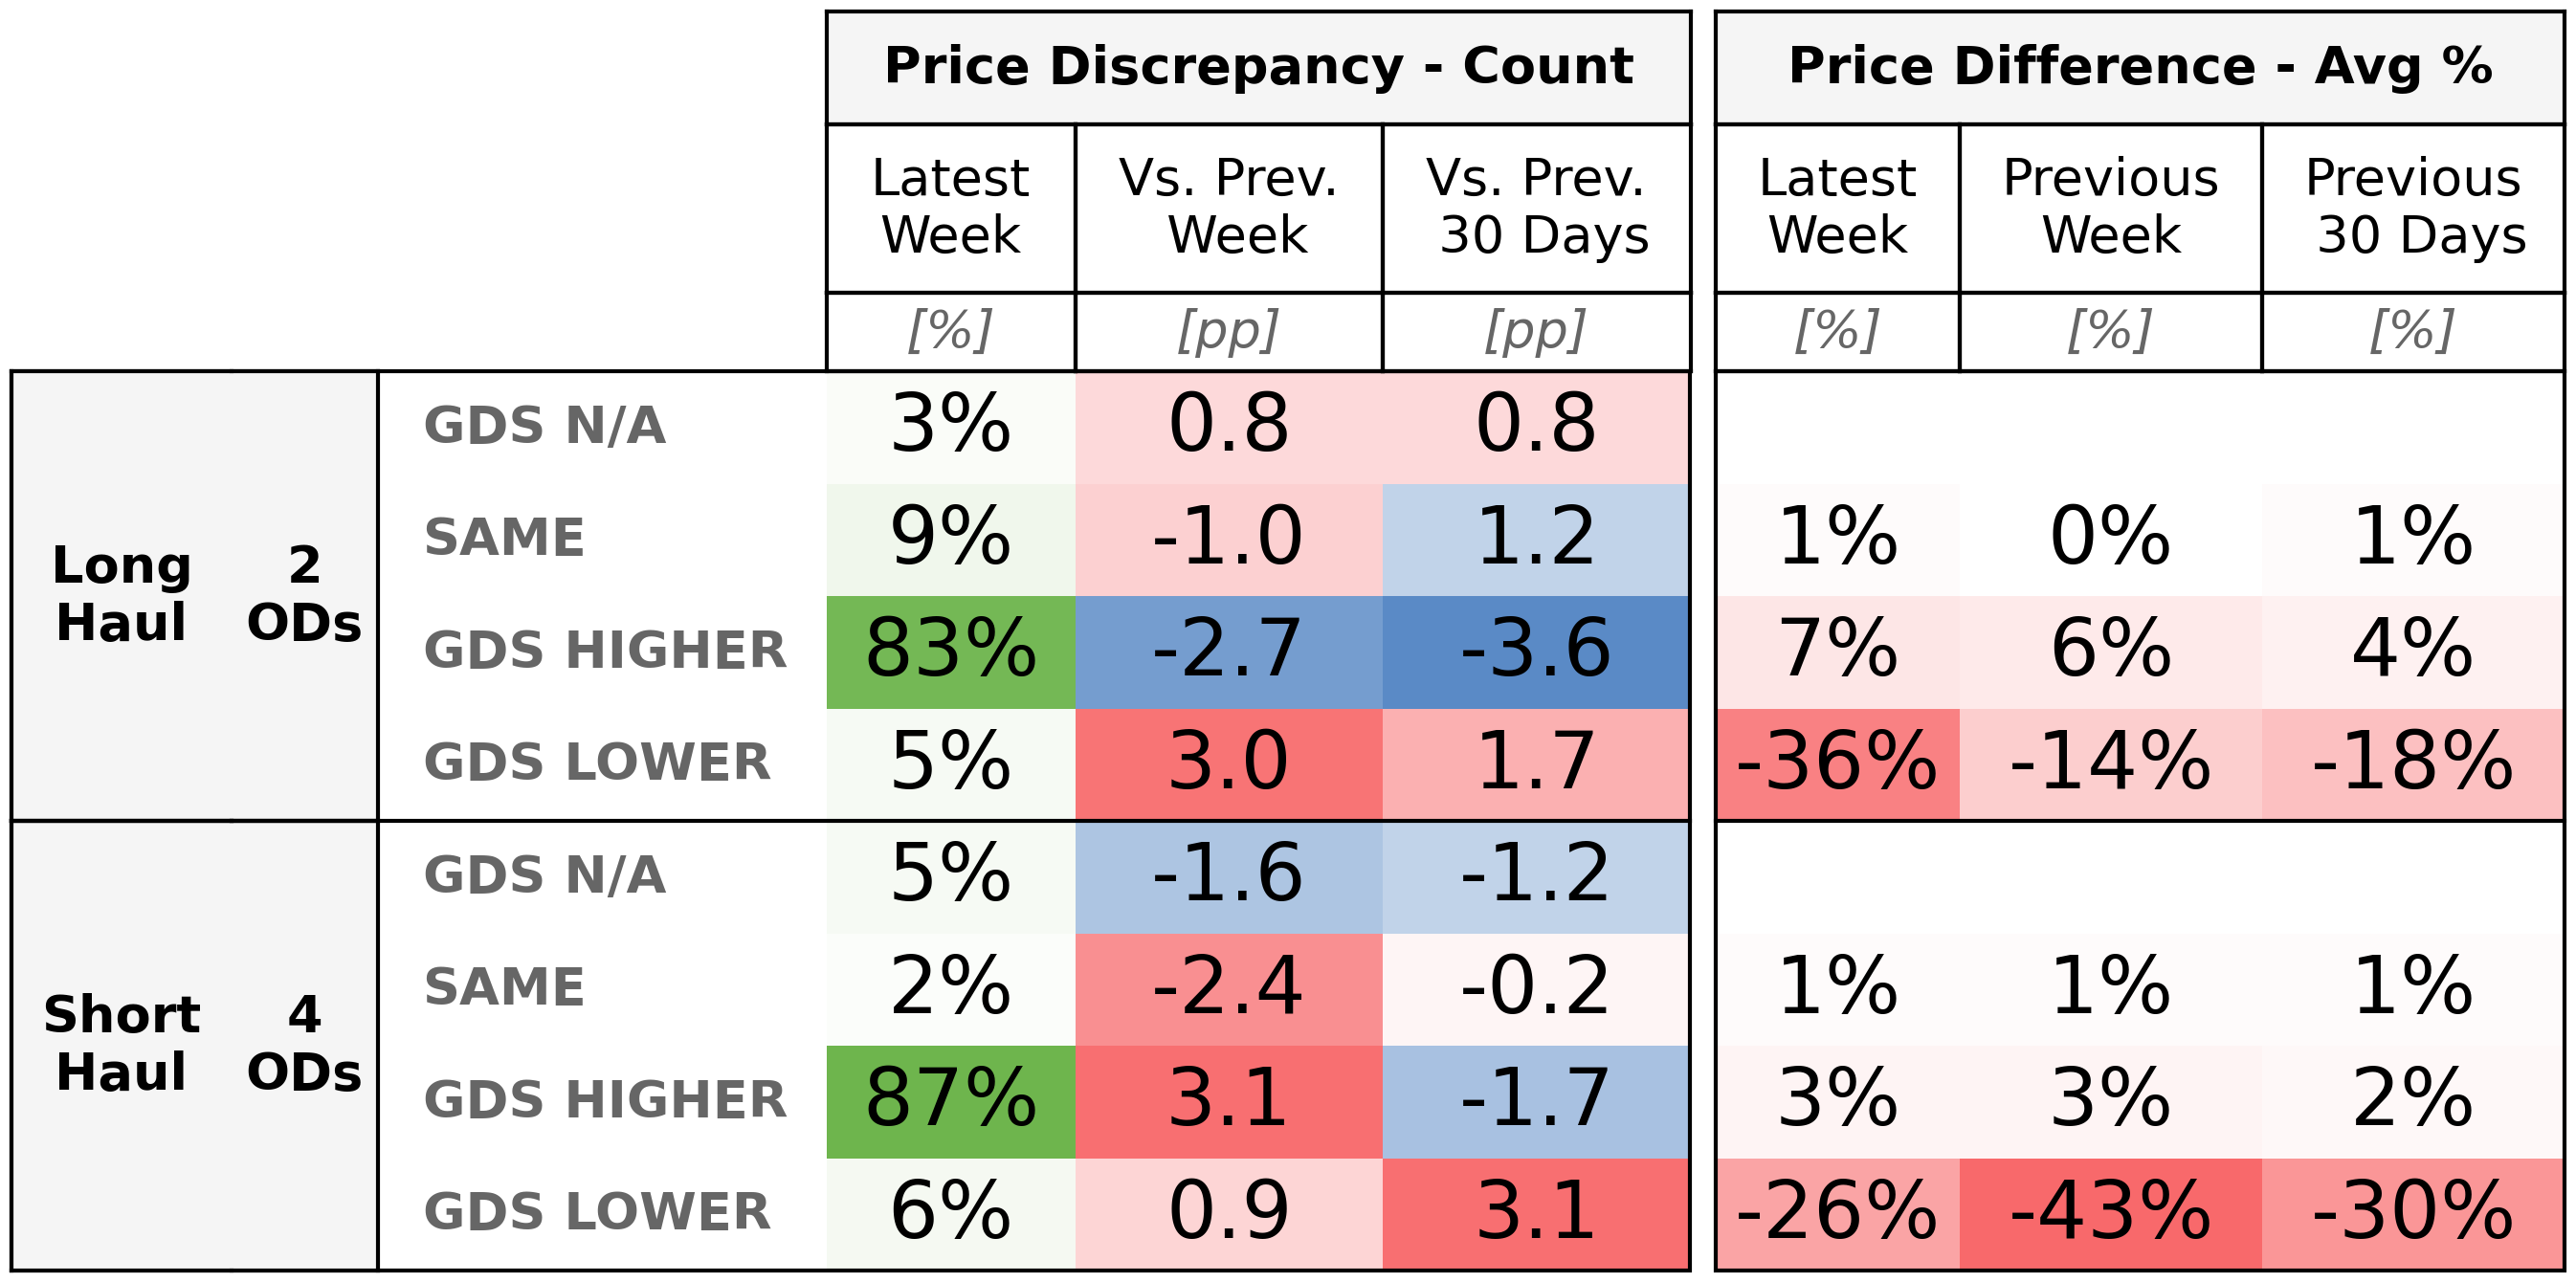 Price Discrepancy - Count Price Difference - Avg %
Latest Week Vs. Prev. Week Vs. Prev. 30 Days Latest Week Previous Week Previous 30 Days
[%] [pp] [pp] [%] [%] [%]
Long Haul 2 ODs
GDS N/A 3% 0.8 0.8
SAME 9% -1.0 1.2 1% 0% 1%
GDS HIGHER 83% -2.7 -3.6 7% 6% 4%
GDS LOWER 5% 3.0 1.7 -36% -14% -18%
Short Haul 4 ODs
GDS N/A 5% -1.6 -1.2
SAME 2% -2.4 -0.2 1% 1% 1%
GDS HIGHER 87% 3.1 -1.7 3% 3% 2%
GDS LOWER 6% 0.9 3.1 -26% -43% -30%